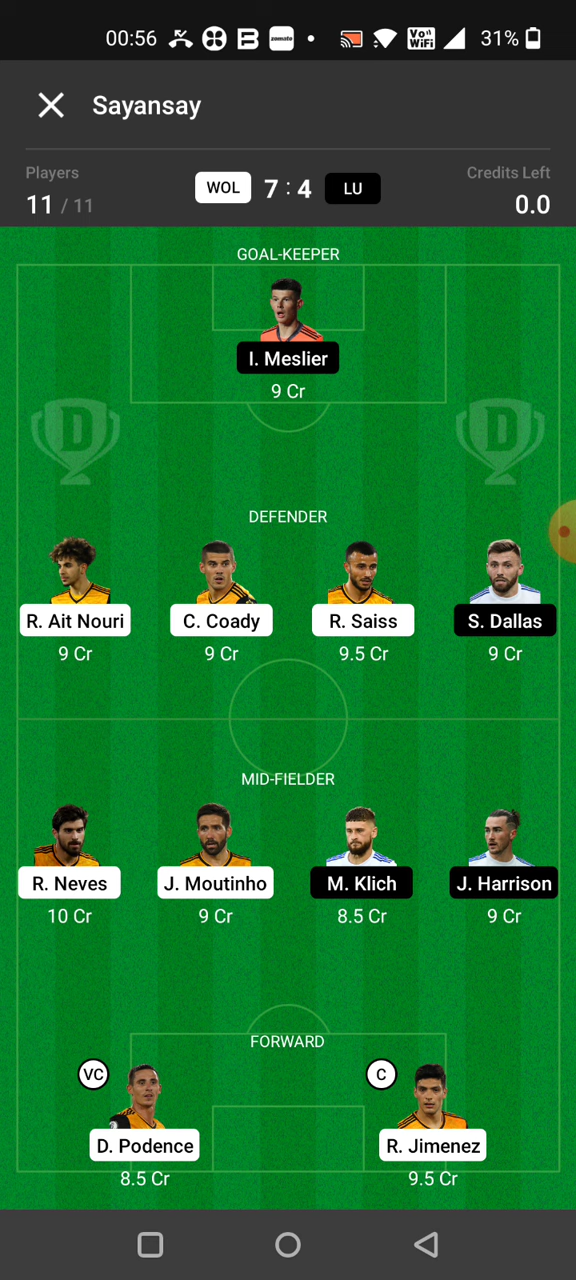 00:56 zomato Vo)) WiFi 31%
Sayansay
Players
Credits Left
11 / 11
WOL 7 : 4 LU
0.0
GOAL-KEEPER
I. Meslier
9 Cr
D D
DEFENDER
R. Ait Nouri C. Coady R. Saiss S. Dallas
9 Cr 9 Cr 9.5 Cr 9 Cr
MID-FIELDER
R. Neves J. Moutinho M. Klich J. Harrison
10 Cr 9 Cr 8.5 Cr 9 Cr
FORWARD
VC C
D. Podence R. Jimenez
8.5 Cr 9.5 Cr